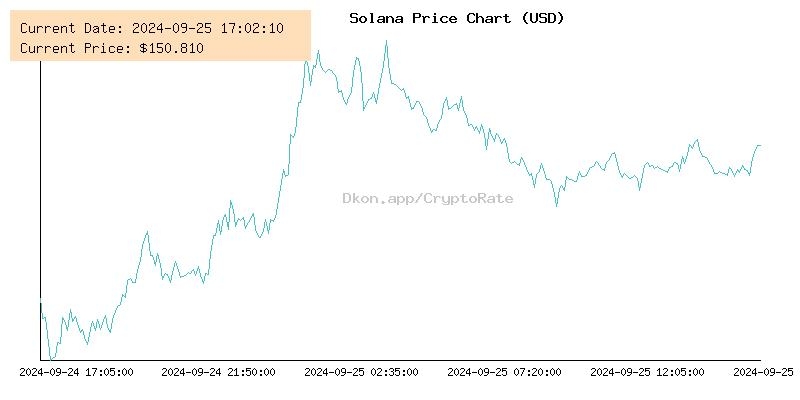 Solana Price Chart (USD)
Current Date: 2024-09-25 17:02:10
Current Price: $150.810
Dkon.app/CryptoRate
2024-09-24 17:05:00 2024-09-24 21:50:00 2024-09-25 02:35:00 2024-09-25 07:20:00 2024-09-25 12:05:00 2024-09-25